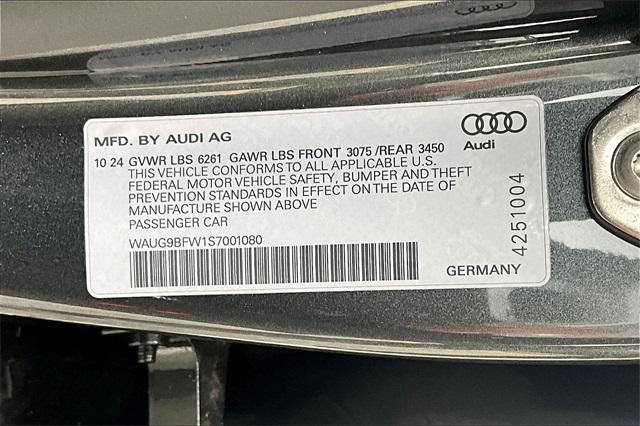 MFD. BY AUDI AG
Audi
10 24 GVWR LBS 6261 GAWR LBS FRONT 3075 /REAR 3450
THIS VEHICLE CONFORMS TO ALL APPLICABLE U.S.
FEDERAL MOTOR VEHICLE SAFETY, BUMPER AND THEFT
PREVENTION STANDARDS IN EFFECT ON THE DATE OF
MANUFACTURE SHOWN ABOVE
PASSENGER CAR
WAUG9BFW1S7001080
GERMANY
4251004